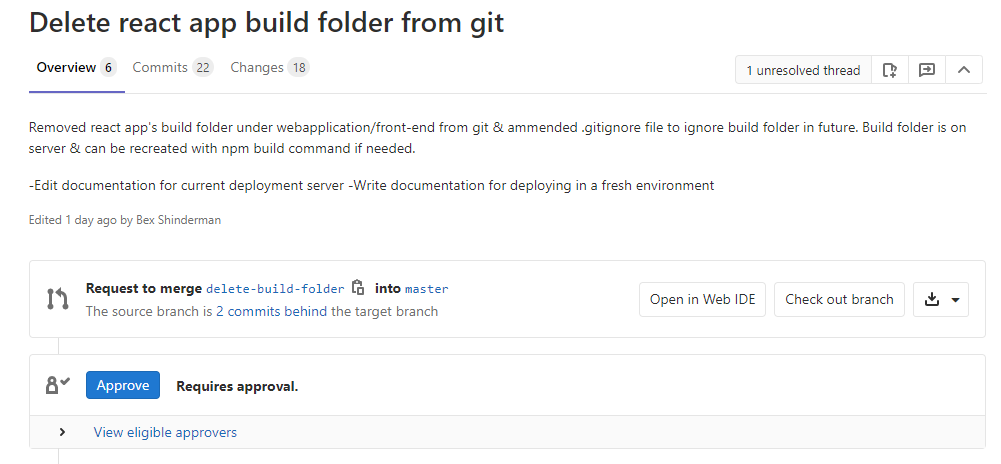 Delete react app build folder from git
Overview 6 Commits 22 Changes 18
1 unresolved thread
Removed react app's build folder under webapplication/front-end from git & ammended .gitignore file to ignore build folder in future. Build folder is on
server & can be recreated with npm build command if needed.
-Edit documentation for current deployment server -Write documentation for deploying in a fresh environment
Edited 1 day ago by Bex Shinderman
Request to merge delete-build-folder into master
The source branch is 2 commits behind the target branch
Open in Web IDE
Check out branch
Approve Requires approval.
View eligible approvers